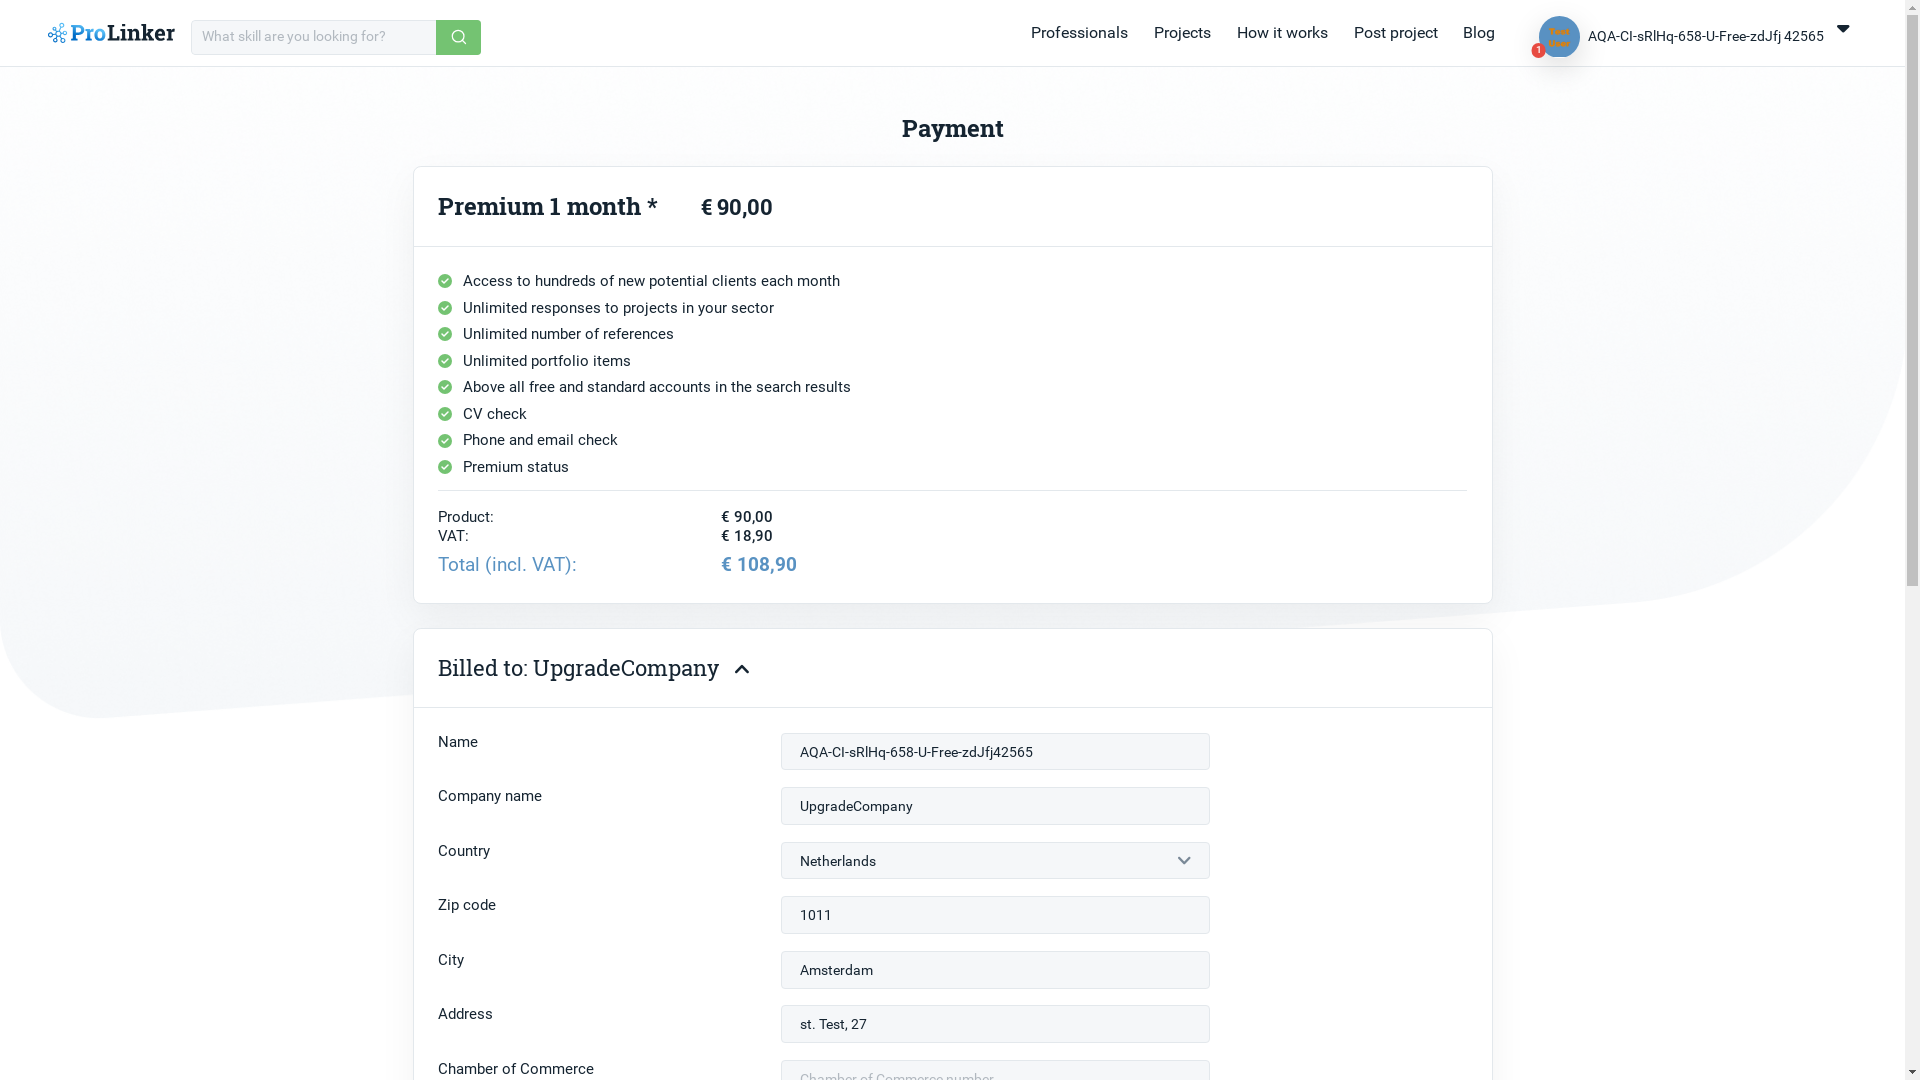 ProLinker
What skill are you looking for?
Professionals
Projects
How it works
Post project
Blog
Test
User
1
AQA-CI-sRlHq-658-U-Free-zdJfj 42565
Payment
Premium 1 month * € 90,00
Access to hundreds of new potential clients each month
Unlimited responses to projects in your sector
Unlimited number of references
Unlimited portfolio items
Above all free and standard accounts in the search results
CV check
Phone and email check
Premium status
Product: € 90,00
VAT: € 18,90
Total (incl. VAT): € 108,90
Billed to: UpgradeCompany
Name AQA-CI-sRlHq-658-U-Free-zdJfj42565
Company name UpgradeCompany
Country Netherlands
Zip code 1011
City Amsterdam
Address st. Test, 27
Chamber of Commerce Chamber of Commerce number